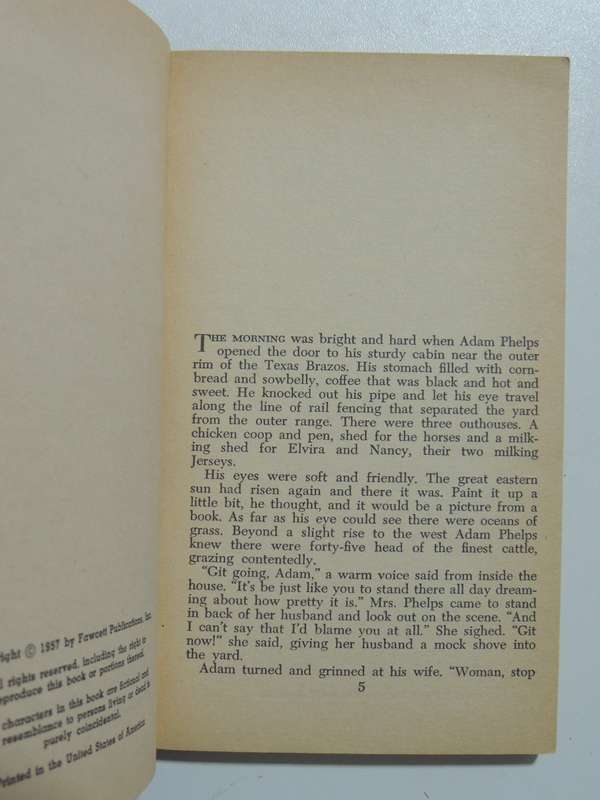 right © 1957 by Fawcett Publications, Inc.
rights reserved, including the right to
reproduce this book or portions thereof.
characters in this book are fictional and
resemblance to persons living or dead is
purely coincidental.
Printed in the United States of America
THE MORNING was bright and hard when Adam Phelps
opened the door to his sturdy cabin near the outer
rim of the Texas Brazos. His stomach filled with corn-
bread and sowbelly, coffee that was black and hot and
sweet. He knocked out his pipe and let his eye travel
along the line of rail fencing that separated the yard
from the outer range. There were three outhouses. A
chicken coop and pen, shed for the horses and a milk-
ing shed for Elvira and Nancy, their two milking
Jerseys.
His eyes were soft and friendly. The great eastern
sun had risen again and there it was. Paint it up a
little bit, he thought, and it would be a picture from a
book. As far as his eye could see there were oceans of
grass. Beyond a slight rise to the west Adam Phelps
knew there were forty-five head of the finest cattle,
grazing contentedly.
"Git going, Adam," a warm voice said from inside the
house. "It's be just like you to stand there all day dream-
ing about how pretty it is." Mrs. Phelps came to stand
in back of her husband and look out on the scene. "And
I can't say that I'd blame you at all." She sighed. "Git
now!" she said, giving her husband a mock shove into
the yard.
Adam turned and grinned at his wife. "Woman, stop
5